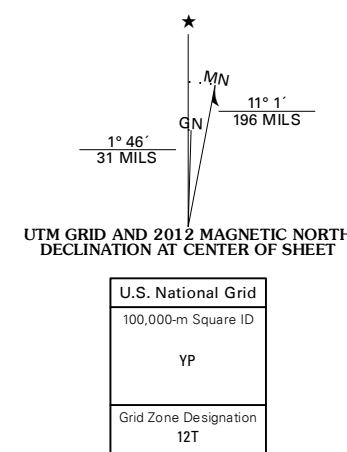 MN
GN
11° 1´
196 MILS
1° 46´
31 MILS
UTM GRID AND 2012 MAGNETIC NORTH
DECLINATION AT CENTER OF SHEET
U.S. National Grid
100,000-m Square ID
YP
Grid Zone Designation
12T